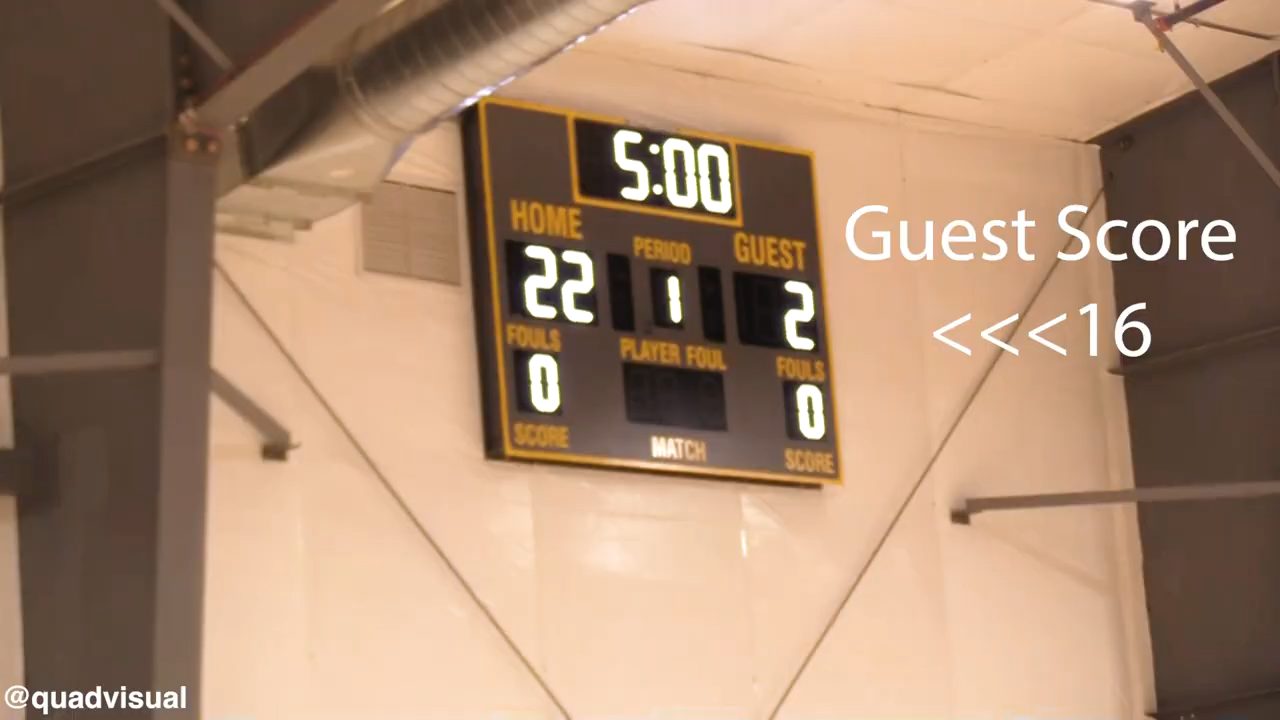 5:00
HOME
PERIOD
GUEST
22
1
2
FOULS
PLAYER FOUL
FOULS
0
0
SCORE
MATCH
SCORE
Guest Score
<<<16
@quadvisual